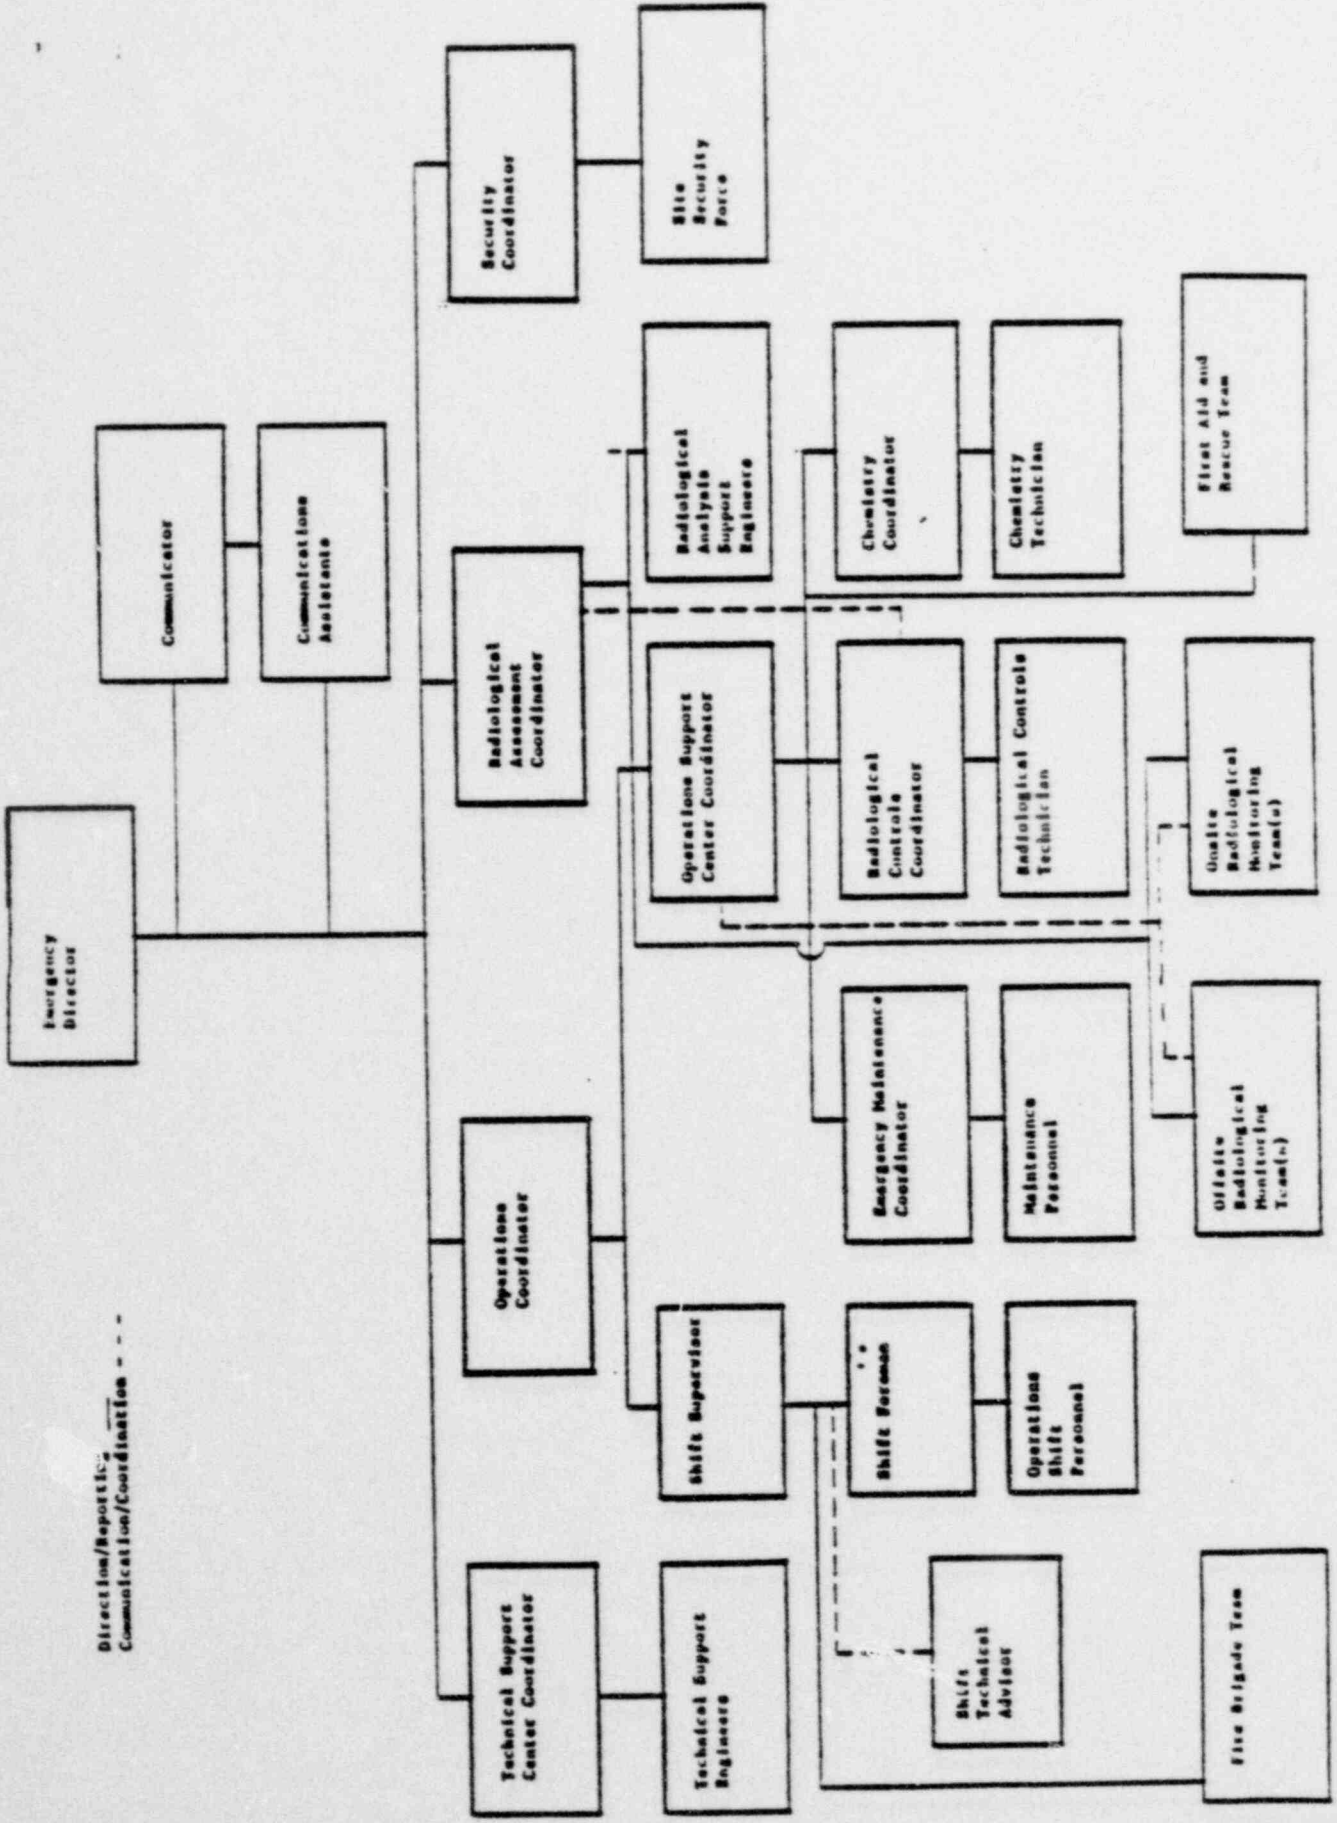 Direction/Reporting
Communication/Coordination - - -
Emergency
Director
Communicator
Communications
Assistants
Technical Support
Center Coordinator
Operations
Coordinator
Radiological
Assessment
Coordinator
Security
Coordinator
Technical Support
Engineers
Shift Supervisor
Operations Support
Center Coordinator
Radiological
Analysis
Support
Engineers
Site
Security
Force
Shift Foreman
Emergency Maintenance
Coordinator
Radiological
Controls
Coordinator
Chemistry
Coordinator
Shift
Technical
Advisor
Operations
Shift
Personnel
Maintenance
Personnel
Radiological Controls
Technician
Chemistry
Technician
Fire Brigade Team
Offsite
Radiological
Monitoring
Team(s)
Onsite
Radiological
Monitoring
Team(s)
First Aid and
Rescue Team